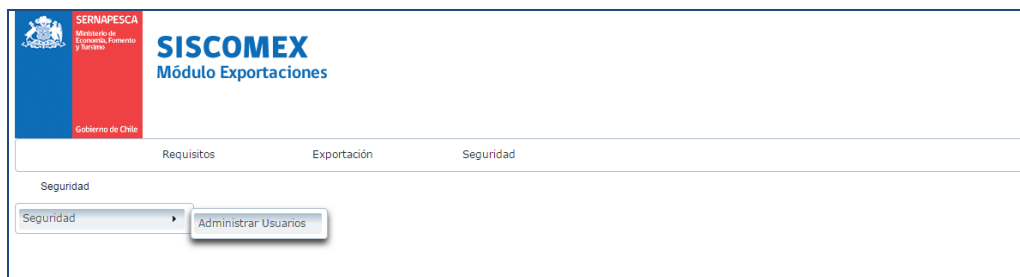 SERNAPESCA
Ministerio de
Economía, Fomento
y Turismo
Gobierno de Chile
SISCOMEX
Módulo Exportaciones
Requisitos Exportación Seguridad
Seguridad
Seguridad
Administrar Usuarios